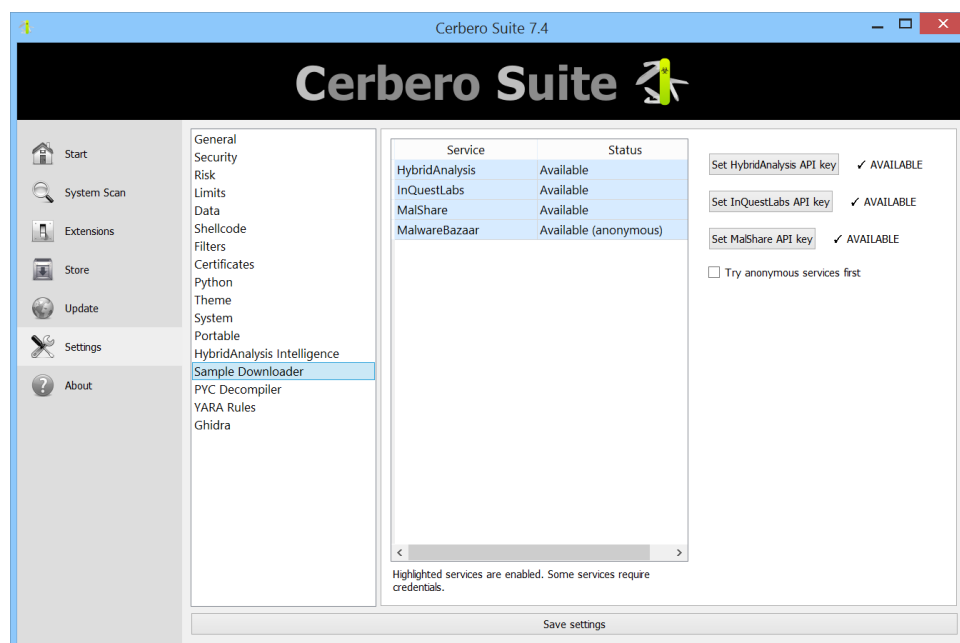 Cerbero Suite 7.4
Cerbero Suite
Start
System Scan
Extensions
Store
Update
Settings
About
General
Security
Risk
Limits
Data
Shellcode
Filters
Certificates
Python
Theme
System
Portable
HybridAnalysis Intelligence
Sample Downloader
PYC Decompiler
YARA Rules
Ghidra
Service Status
HybridAnalysis Available
InQuestLabs Available
MalShare Available
MalwareBazaar Available (anonymous)
Highlighted services are enabled. Some services require
credentials.
Set HybridAnalysis API key ✓ AVAILABLE
Set InQuestLabs API key ✓ AVAILABLE
Set MalShare API key ✓ AVAILABLE
Try anonymous services first
Save settings